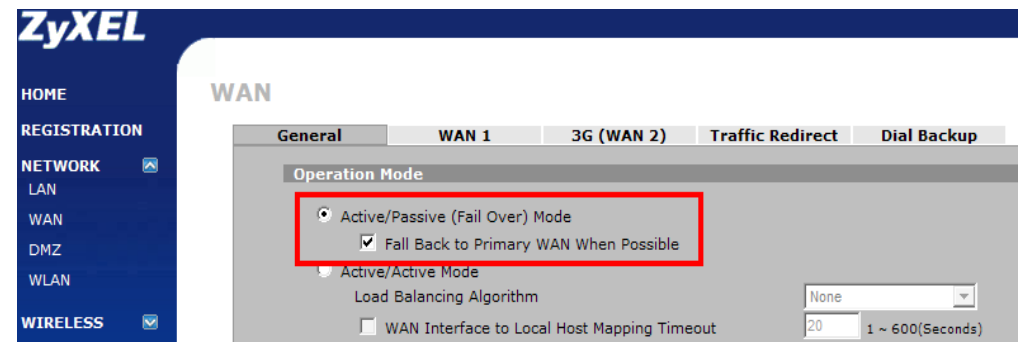 ZyXEL
HOME
REGISTRATION
NETWORK
LAN
WAN
DMZ
WLAN
WIRELESS
WAN
General WAN 1 3G (WAN 2) Traffic Redirect Dial Backup
Operation Mode
Active/Passive (Fail Over) Mode
Fall Back to Primary WAN When Possible
Active/Active Mode
Load Balancing Algorithm None
WAN Interface to Local Host Mapping Timeout 20 1 ~ 600(Seconds)